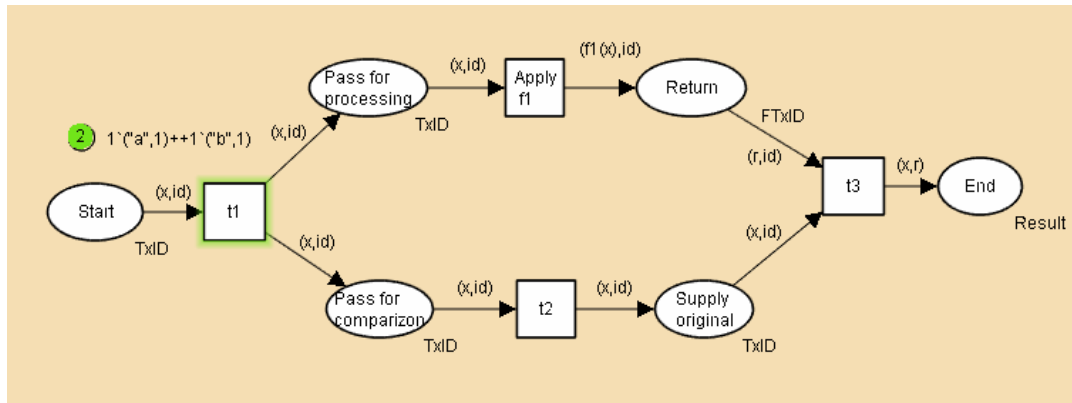 Pass for
processing
(x,id)
TxID
Apply
f1
(f1(x),id)
Return
FTxID
2
1`("a",1)++1`("b",1)
(x,id)
(r,id)
Start
(x,id)
TxID
t1
t3
(x,r)
End
Result
(x,id)
(x,id)
Pass for
comparizon
(x,id)
TxID
t2
(x,id)
Supply
original
TxID